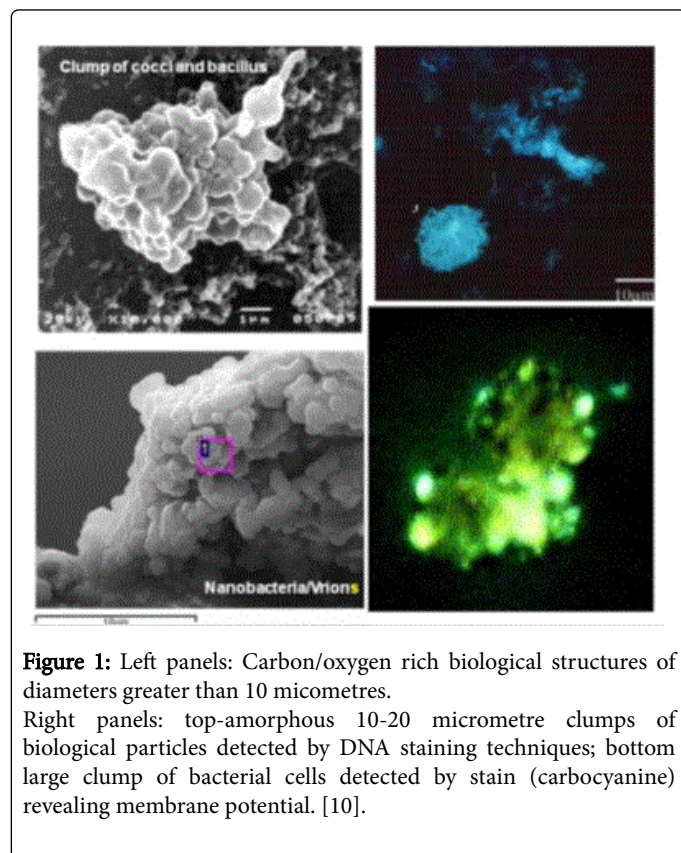 Clump of cocci and bacillus
1µm
10µm
Nanobacteria/Vrions
Figure 1: Left panels: Carbon/oxygen rich biological structures of
diameters greater than 10 micometres.
Right panels: top-amorphous 10-20 micrometre clumps of
biological particles detected by DNA staining techniques; bottom
large clump of bacterial cells detected by stain (carbocyanine)
revealing membrane potential. [10].